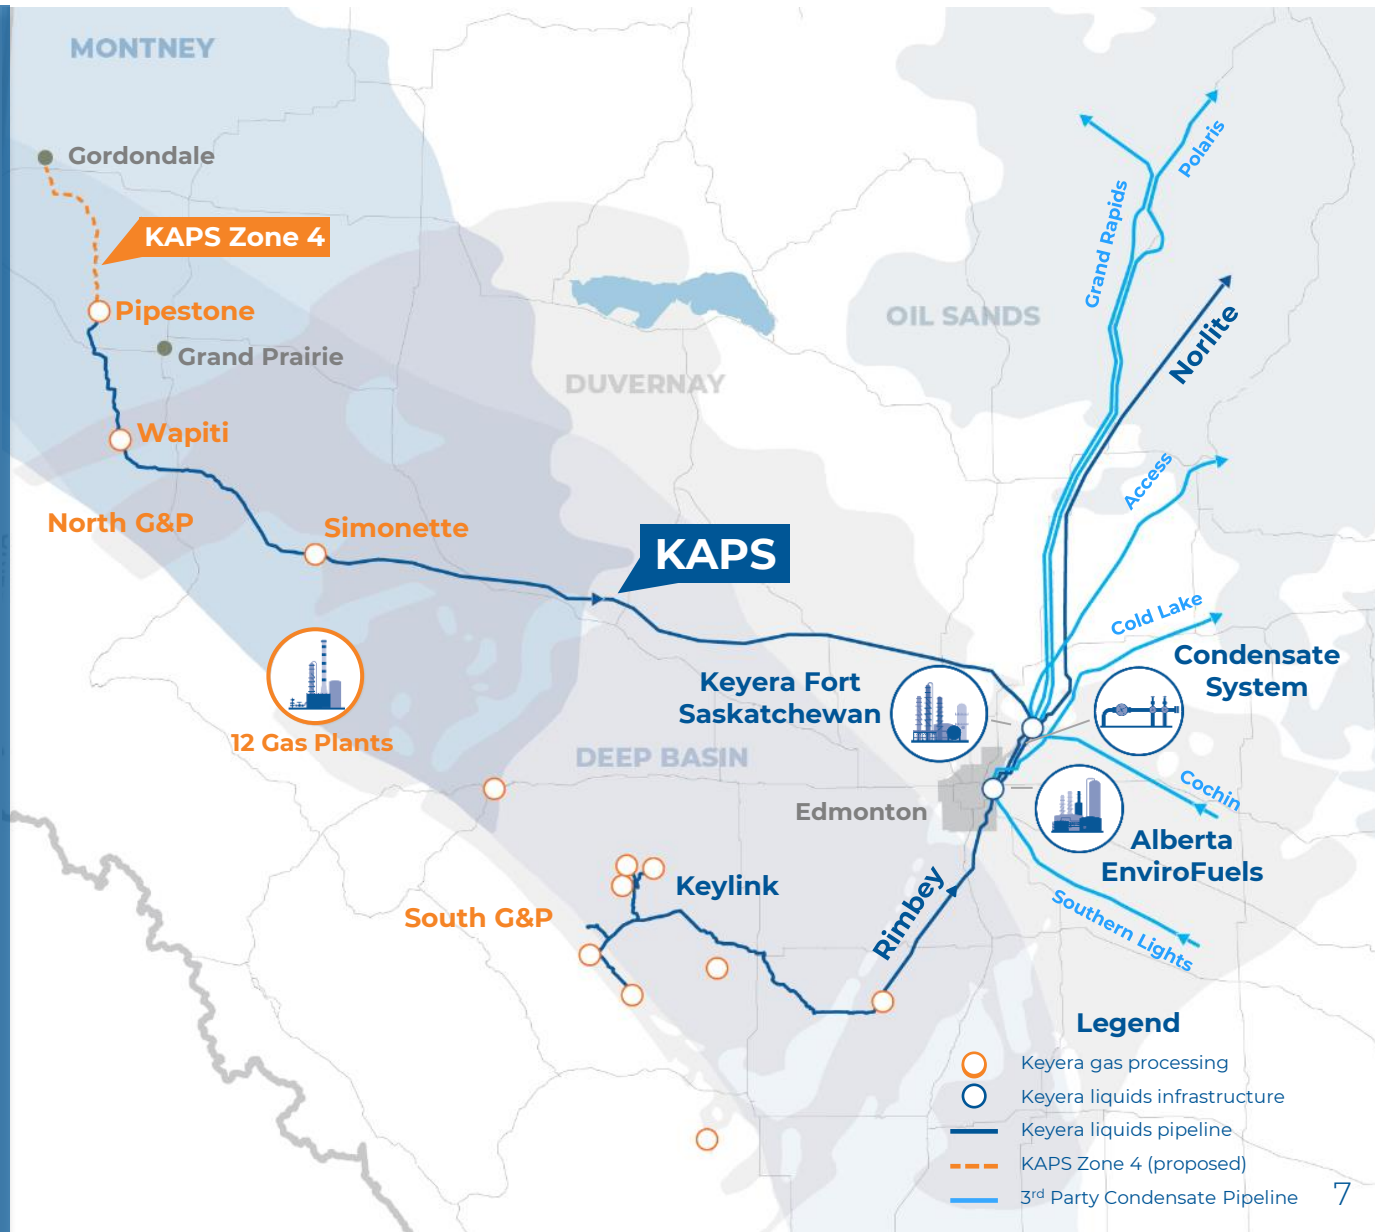 MONTNEY
Gordondale
KAPS Zone 4
Pipestone
Grand Prairie
Wapiti
North G&P
Simonette
DUVERNAY
OIL SANDS
Polaris
Grand Rapids
Norlite
Access
KAPS
Cold Lake
Condensate
System
Keyera Fort
Saskatchewan
12 Gas Plants
DEEP BASIN
Edmonton
Cochin
Alberta
EnviroFuels
Keylink
South G&P
Rimbey
Southern Lights
Legend
Keyera gas processing
Keyera liquids infrastructure
Keyera liquids pipeline
KAPS Zone 4 (proposed)
3rd Party Condensate Pipeline
7